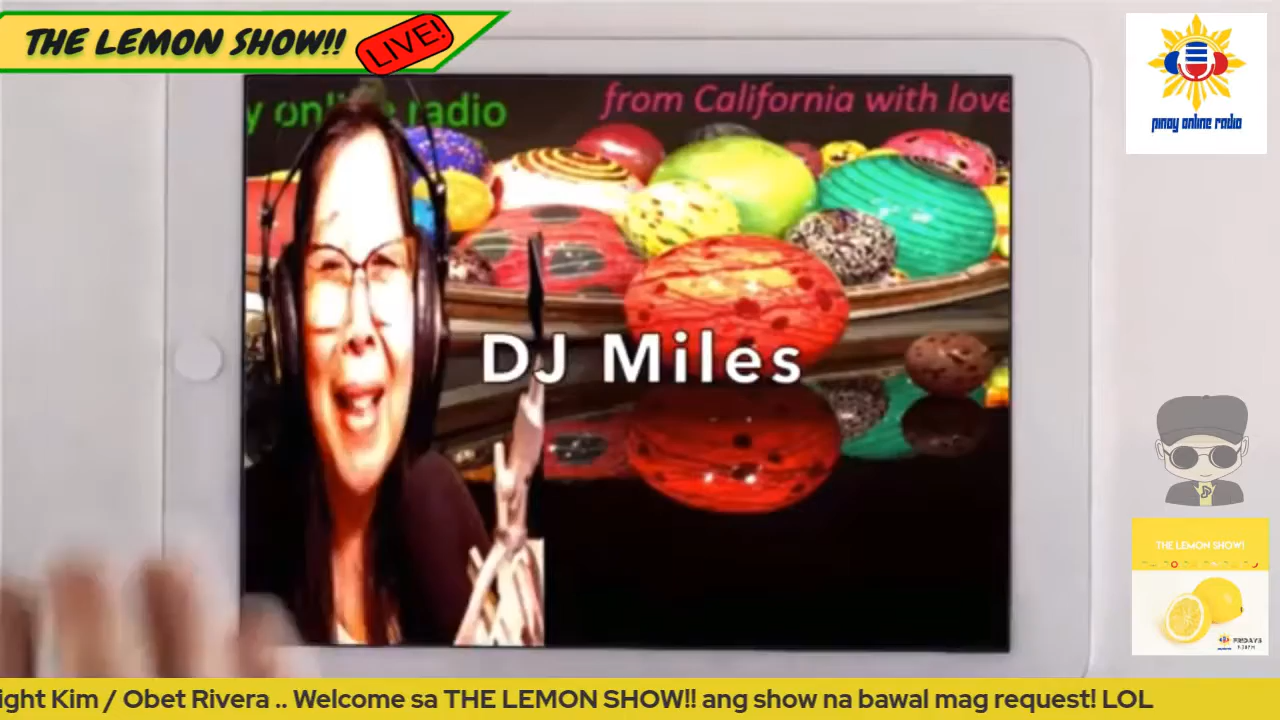 THE LEMON SHOW!! LIVE!
pinoy online radio
y online radio
from California with love
DJ Miles
THE LEMON SHOW!
FRIDAYS
ight Kim / Obet Rivera .. Welcome sa THE LEMON SHOW!! ang show na bawal mag request! LOL